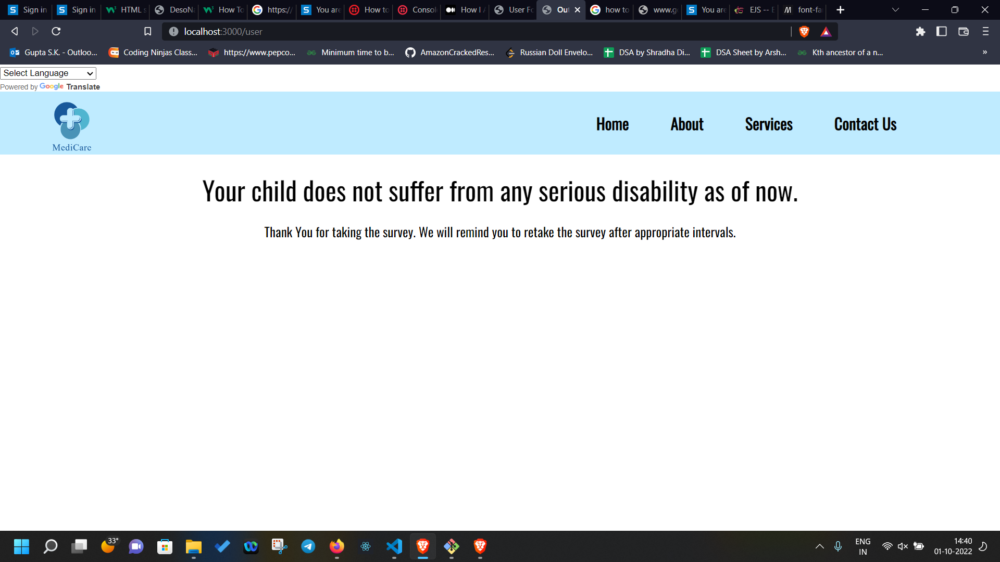 Sign in
Sign in
HTML s
DesoNa
How To
https://
You are
How to
Consol
How I A
User Fo
Out
how to
www.ge
You are
EJS -- E
font-fa
localhost:3000/user
Gupta S.K. - Outloo...
Coding Ninjas Class...
https://www.pepco...
Minimum time to b...
AmazonCrackedRes...
Russian Doll Envelo...
DSA by Shradha Di...
DSA Sheet by Arsh...
Kth ancestor of a n...
»
Select Language
Powered by Google Translate
MediCare
Home
About
Services
Contact Us
Your child does not suffer from any serious disability as of now.
Thank You for taking the survey. We will remind you to retake the survey after appropriate intervals.
33°
ENG
IN
14:40
01-10-2022